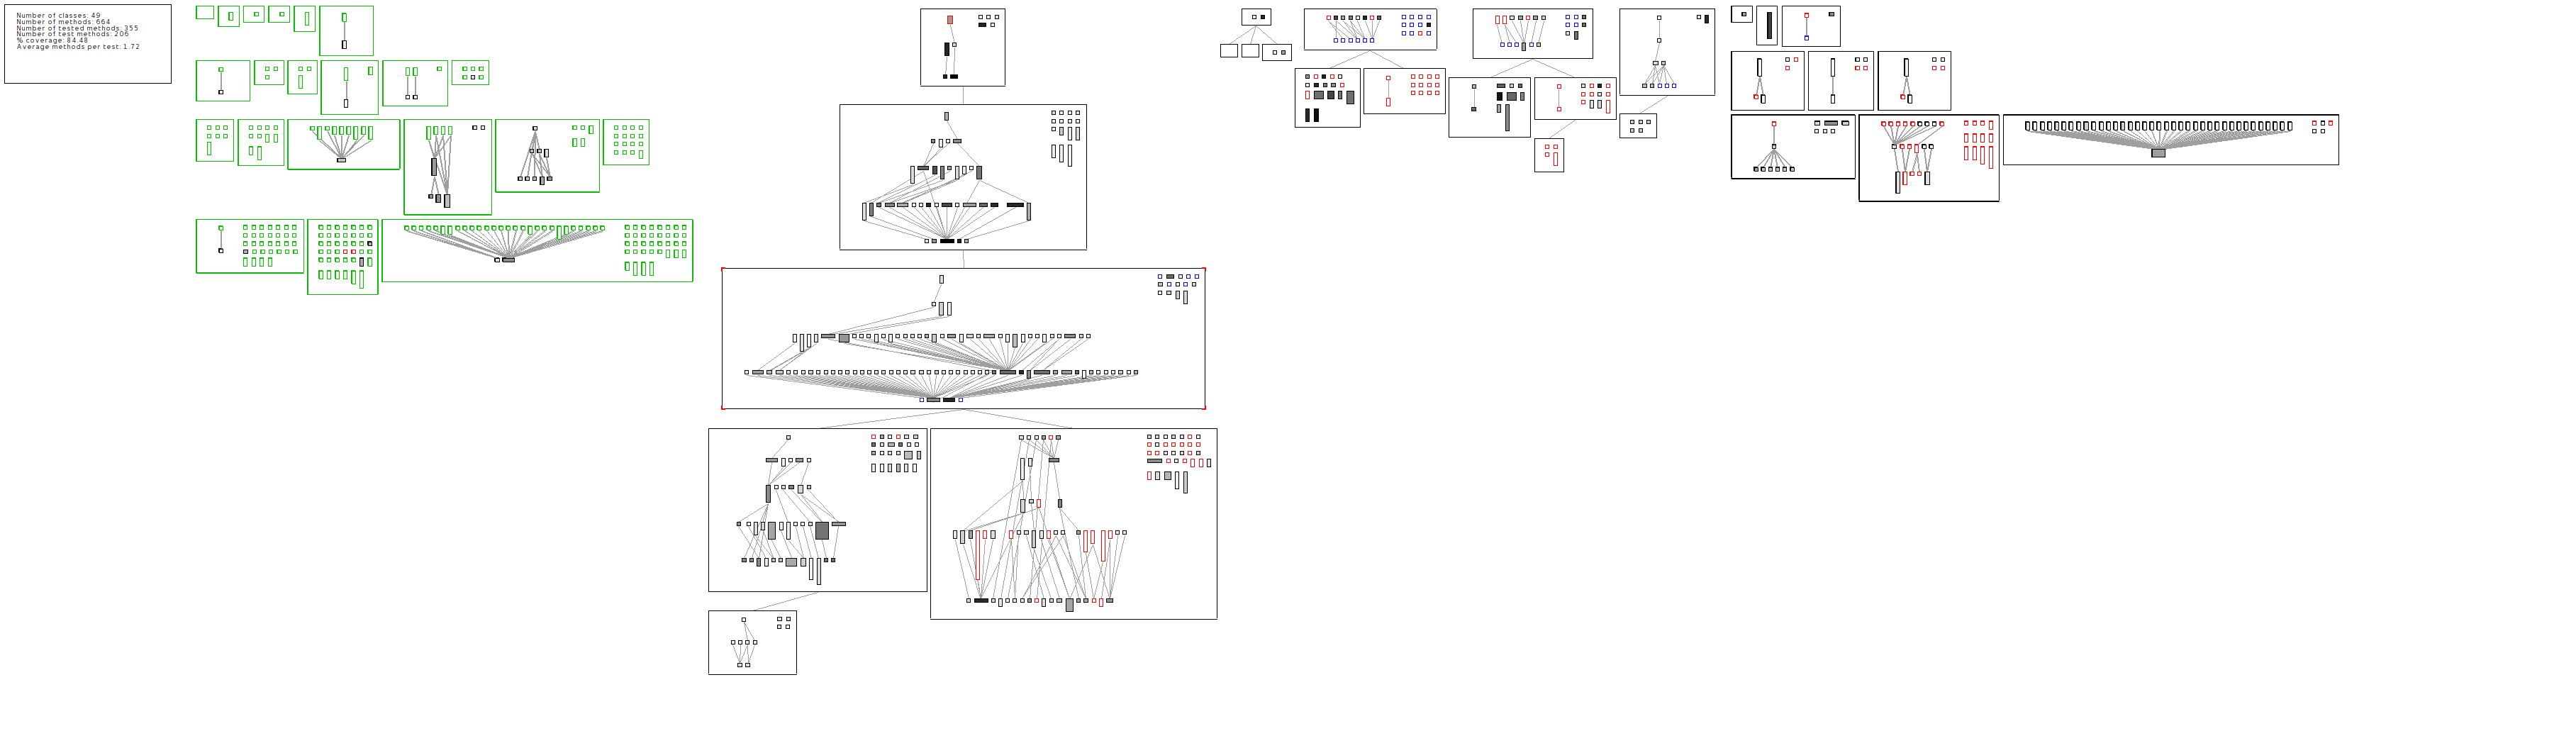 Number of classes: 49
Number of methods: 664
Number of tested methods: 355
Number of test methods: 206
% coverage: 84.48
Average methods per test: 1.72